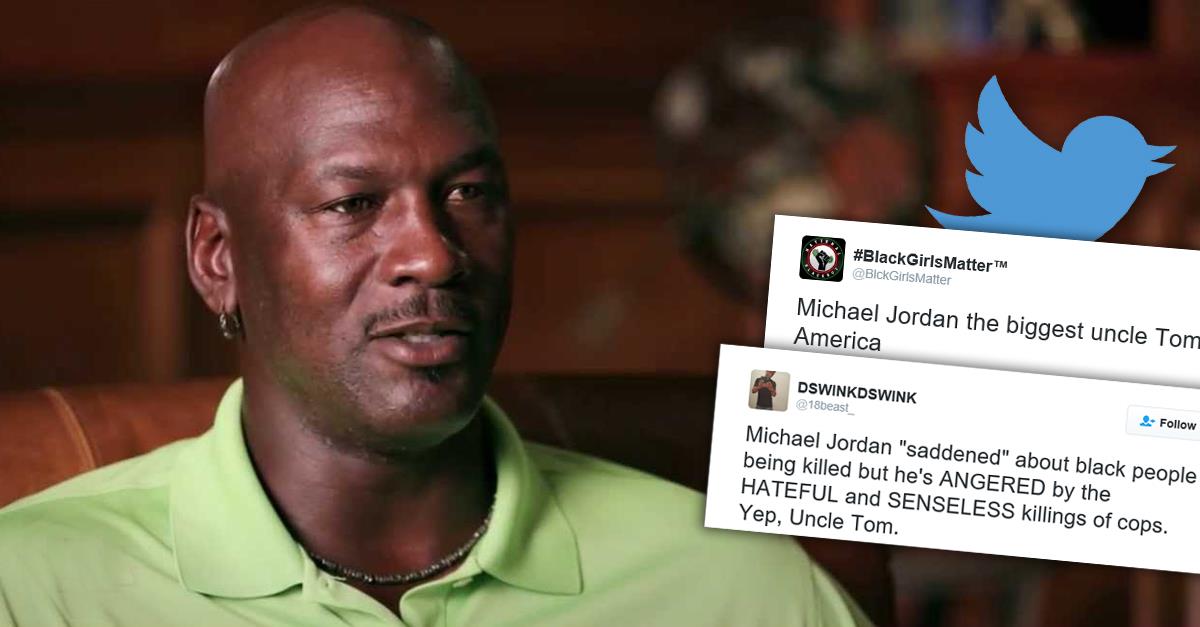 #BlackGirlsMatter™
@BlckGirlsMatter
Michael Jordan the biggest uncle Tom
America
DSWINKDSWINK
@18beast_
Follow
Michael Jordan "saddened" about black people
being killed but he's ANGERED by the
HATEFUL and SENSELESS killings of cops.
Yep, Uncle Tom.